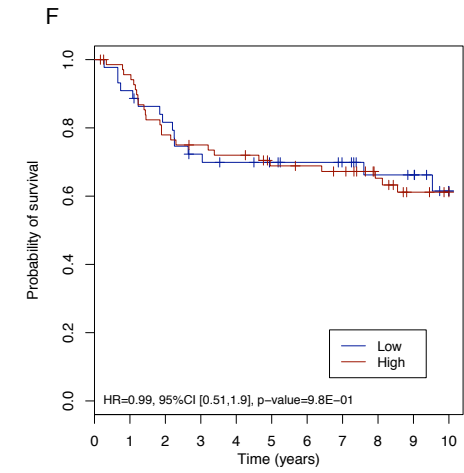 F
1.0
0.8
0.6
0.4
0.2
0.0
Probability of survival
Low
High
HR=0.99, 95%CI [0.51,1.9], p−value=9.8E−01
0 1 2 3 4 5 6 7 8 9 10
Time (years)